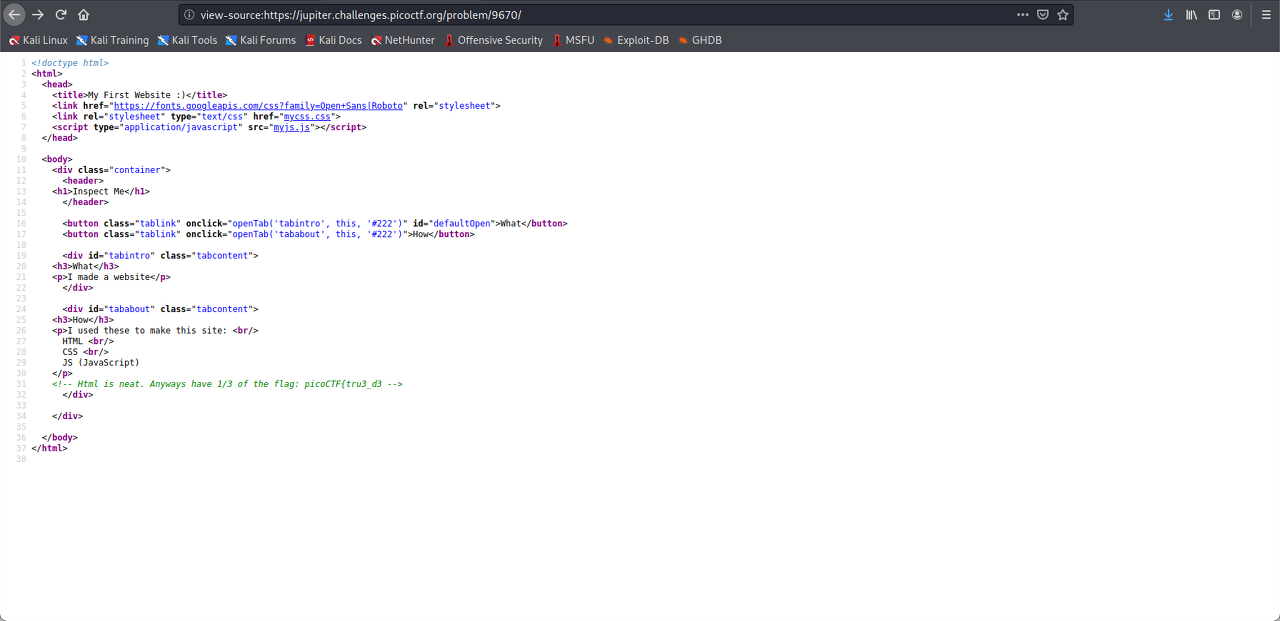 view-source:https://jupiter.challenges.picoctf.org/problem/9670/
Kali Linux Kali Training Kali Tools Kali Forums Kali Docs NetHunter Offensive Security MSFU Exploit-DB GHDB
1 <!doctype html>
2 <html>
3   <head>
4     <title>My First Website :)</title>
5     <link href="https://fonts.googleapis.com/css?family=Open+Sans|Roboto" rel="stylesheet">
6     <link rel="stylesheet" type="text/css" href="mycss.css">
7     <script type="application/javascript" src="myjs.js"></script>
8   </head>
9
10   <body>
11     <div class="container">
12       <header>
13     <h1>Inspect Me</h1>
14       </header>
15
16       <button class="tablink" onclick="openTab('tabintro', this, '#222')" id="defaultOpen">What</button>
17       <button class="tablink" onclick="openTab('tababout', this, '#222')">How</button>
18
19       <div id="tabintro" class="tabcontent">
20     <h3>What</h3>
21     <p>I made a website</p>
22       </div>
23
24       <div id="tababout" class="tabcontent">
25     <h3>How</h3>
26     <p>I used these to make this site: <br/>
27       HTML <br/>
28       CSS <br/>
29       JS (JavaScript)
30     </p>
31     <!-- Html is neat. Anyways have 1/3 of the flag: picoCTF{tru3_d3 -->
32       </div>
33
34     </div>
35
36   </body>
37 </html>
38